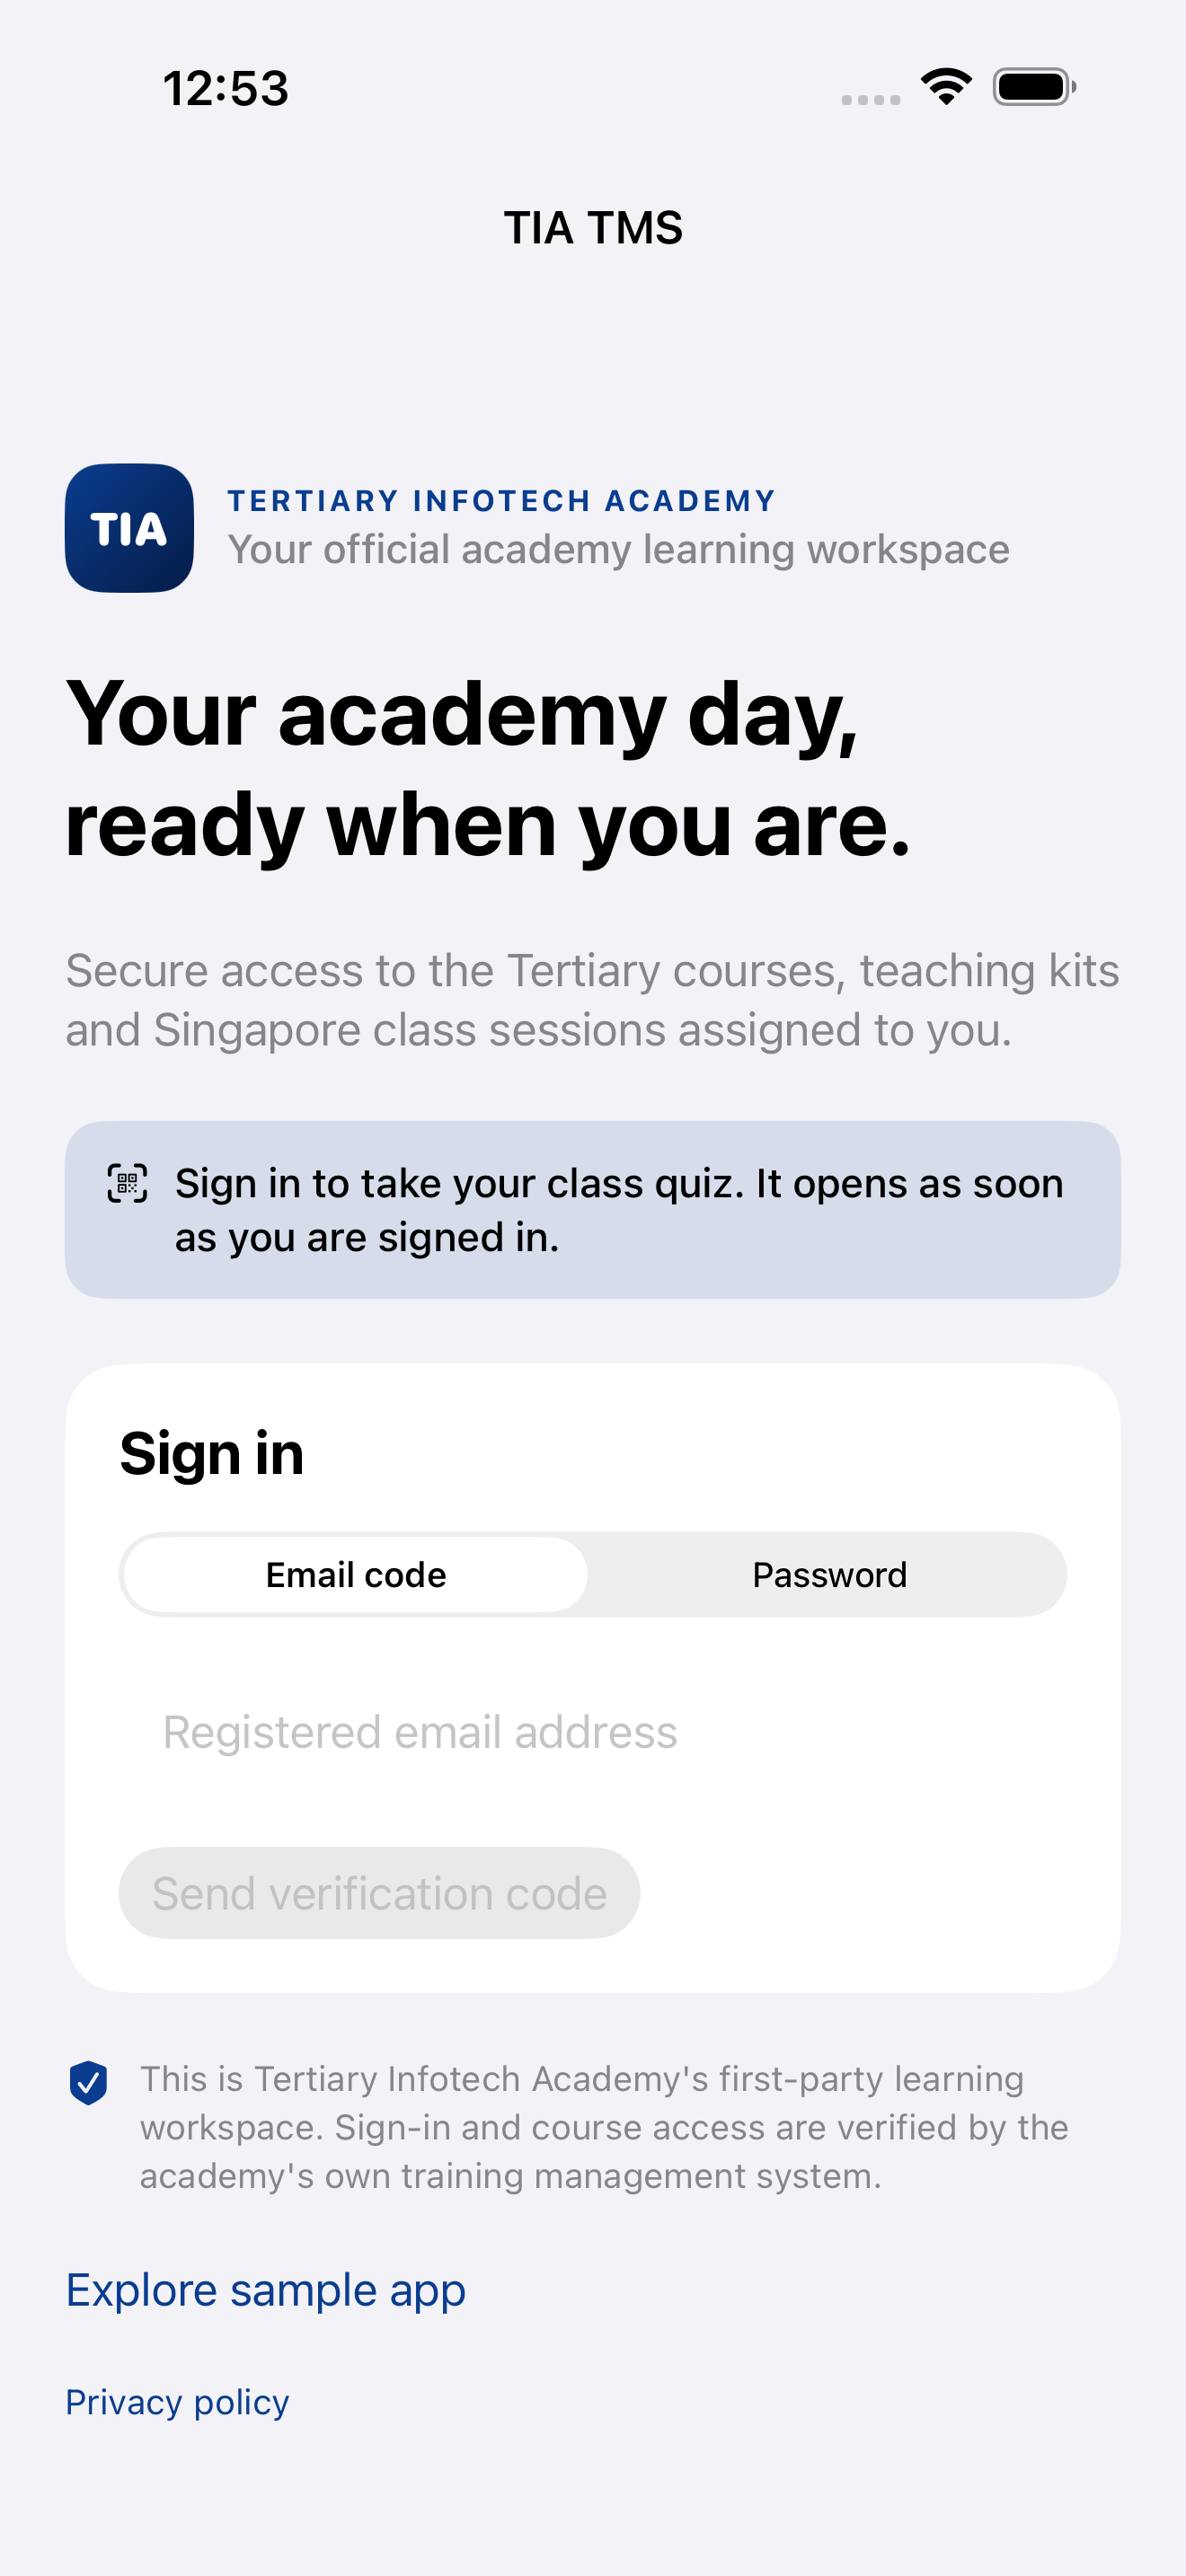 12:53
TIA TMS
TIA
TERTIARY INFOTECH ACADEMY
Your official academy learning workspace
Your academy day,
ready when you are.
Secure access to the Tertiary courses, teaching kits
and Singapore class sessions assigned to you.
Sign in to take your class quiz. It opens as soon
as you are signed in.
Sign in
Email code
Password
Registered email address
Send verification code
This is Tertiary Infotech Academy's first-party learning
workspace. Sign-in and course access are verified by the
academy's own training management system.
Explore sample app
Privacy policy